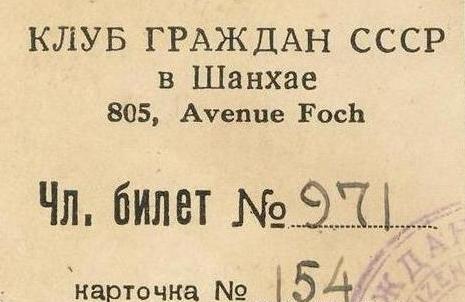 КЛУБ ГРАЖДАН СССР
в Шанхае
805, Avenue Foch
Чл. билет № 971
карточка № 154